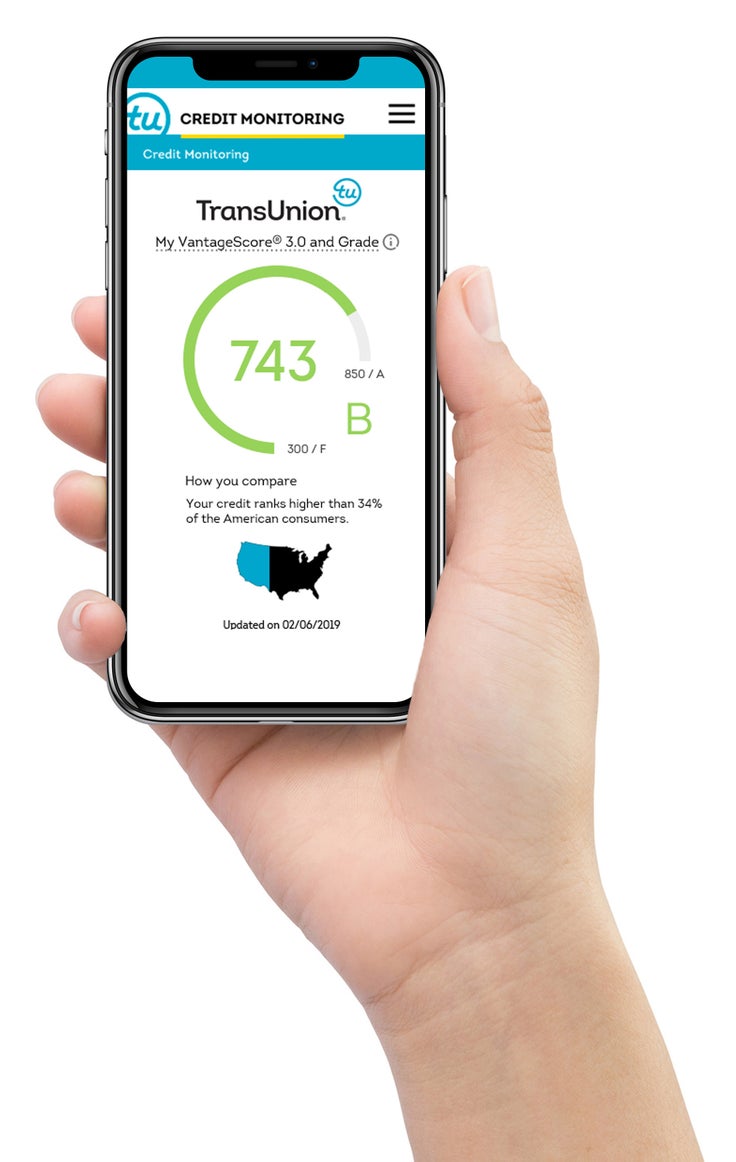 tu CREDIT MONITORING
Credit Monitoring
tu
TransUnion®
My VantageScore® 3.0 and Grade ⓘ
743
850 / A
B
300 / F
How you compare
Your credit ranks higher than 34%
of the American consumers.
Updated on 02/06/2019